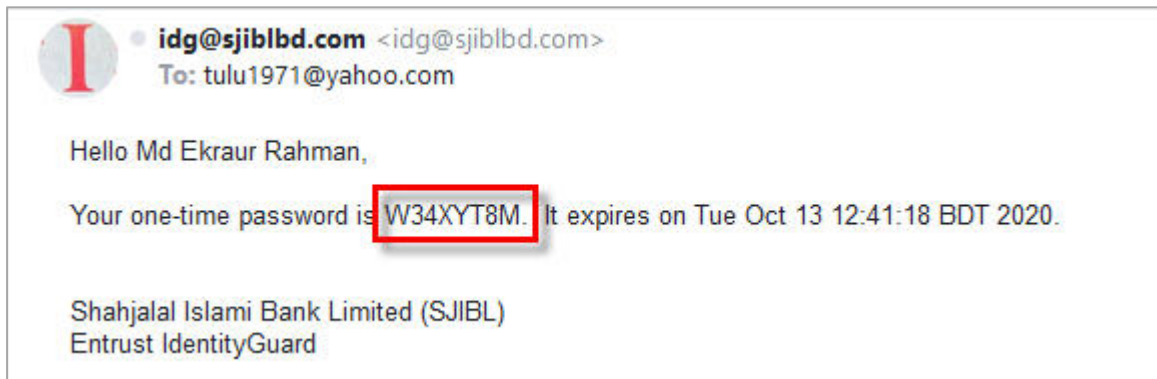 I
idg@sjiblbd.com <idg@sjiblbd.com>
To: tulu1971@yahoo.com
Hello Md Ekraur Rahman,
Your one-time password is W34XYT8M. It expires on Tue Oct 13 12:41:18 BDT 2020.
Shahjalal Islami Bank Limited (SJIBL)
Entrust IdentityGuard